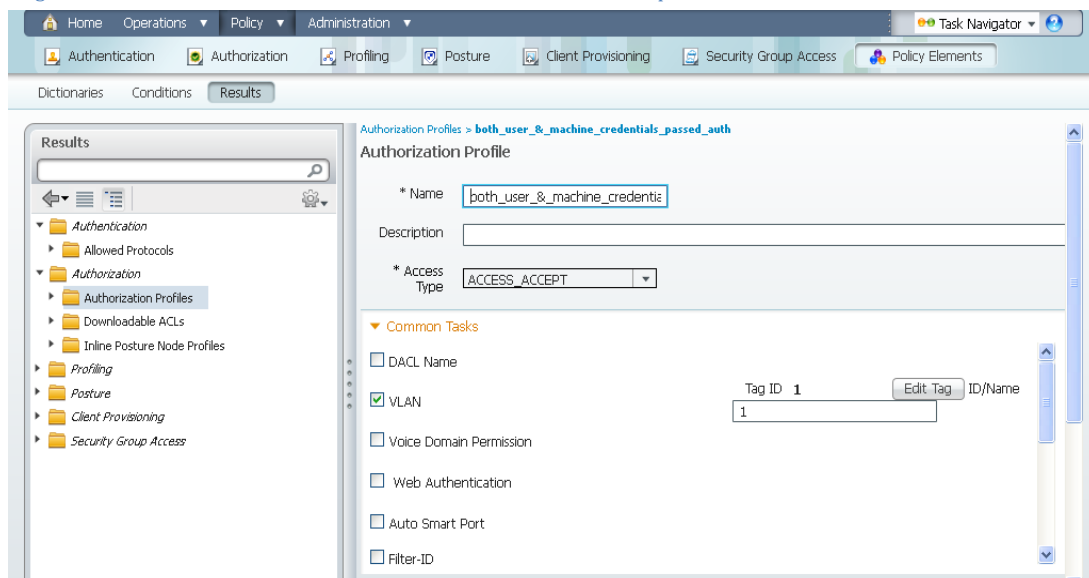 Home Operations ▼ Policy ▼ Administration ▼ Task Navigator ▼
Authentication Authorization Profiling Posture Client Provisioning Security Group Access Policy Elements
Dictionaries Conditions Results
Results
Authentication
Allowed Protocols
Authorization
Authorization Profiles
Downloadable ACLs
Inline Posture Node Profiles
Profiling
Posture
Client Provisioning
Security Group Access
Authorization Profiles > both_user_&_machine_credentials_passed_auth
Authorization Profile
* Name both_user_&_machine_credentia
Description
* Access Type ACCESS_ACCEPT
Common Tasks
DACL Name
VLAN Tag ID 1 Edit Tag ID/Name
1
Voice Domain Permission
Web Authentication
Auto Smart Port
Filter-ID